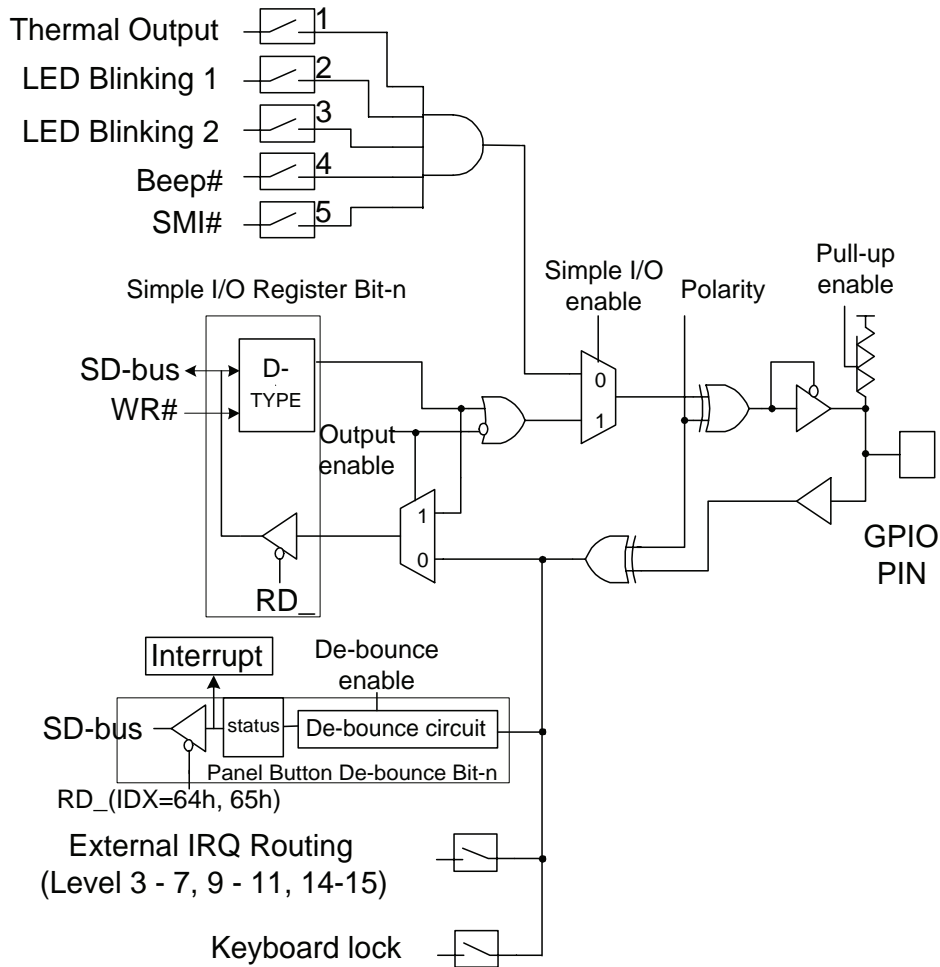 Thermal Output
1
LED Blinking 1
2
LED Blinking 2
3
Beep#
4
SMI#
5
Simple I/O Register Bit-n
Simple I/O
enable
Polarity
Pull-up
enable
SD-bus
WR#
D-
TYPE
0
1
Output
enable
1
0
RD_
GPIO
PIN
Interrupt
De-bounce
enable
SD-bus
status
De-bounce circuit
Panel Button De-bounce Bit-n
RD_(IDX=64h, 65h)
External IRQ Routing
(Level 3 - 7, 9 - 11, 14-15)
Keyboard lock